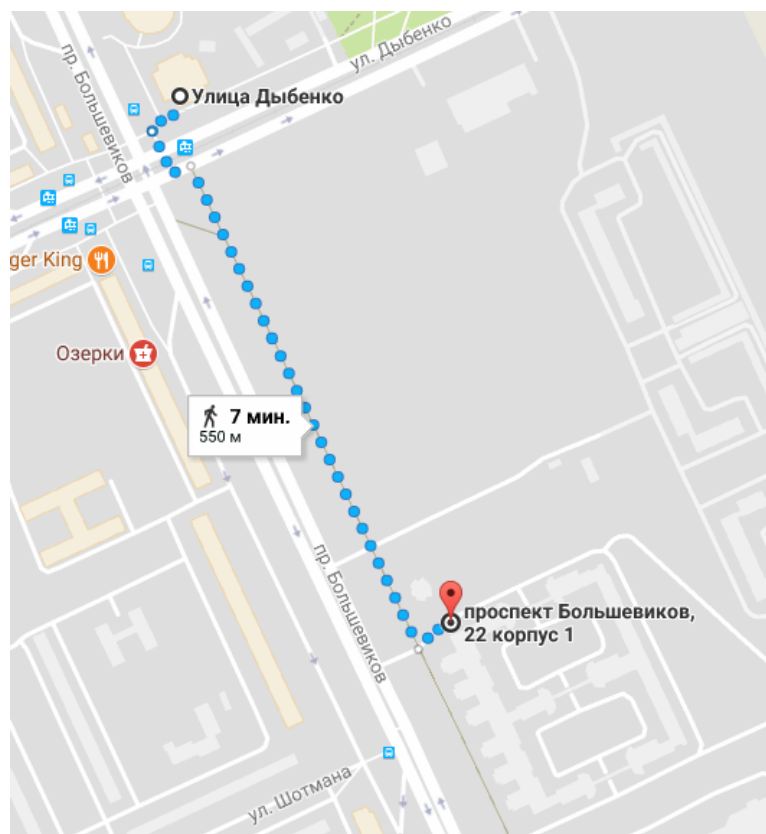 пр. Большевиков
ул. Дыбенко
Улица Дыбенко
ger King
Озерки
7 мин.
550 м
пр. Большевиков
проспект Большевиков,
22 корпус 1
ул. Шотмана